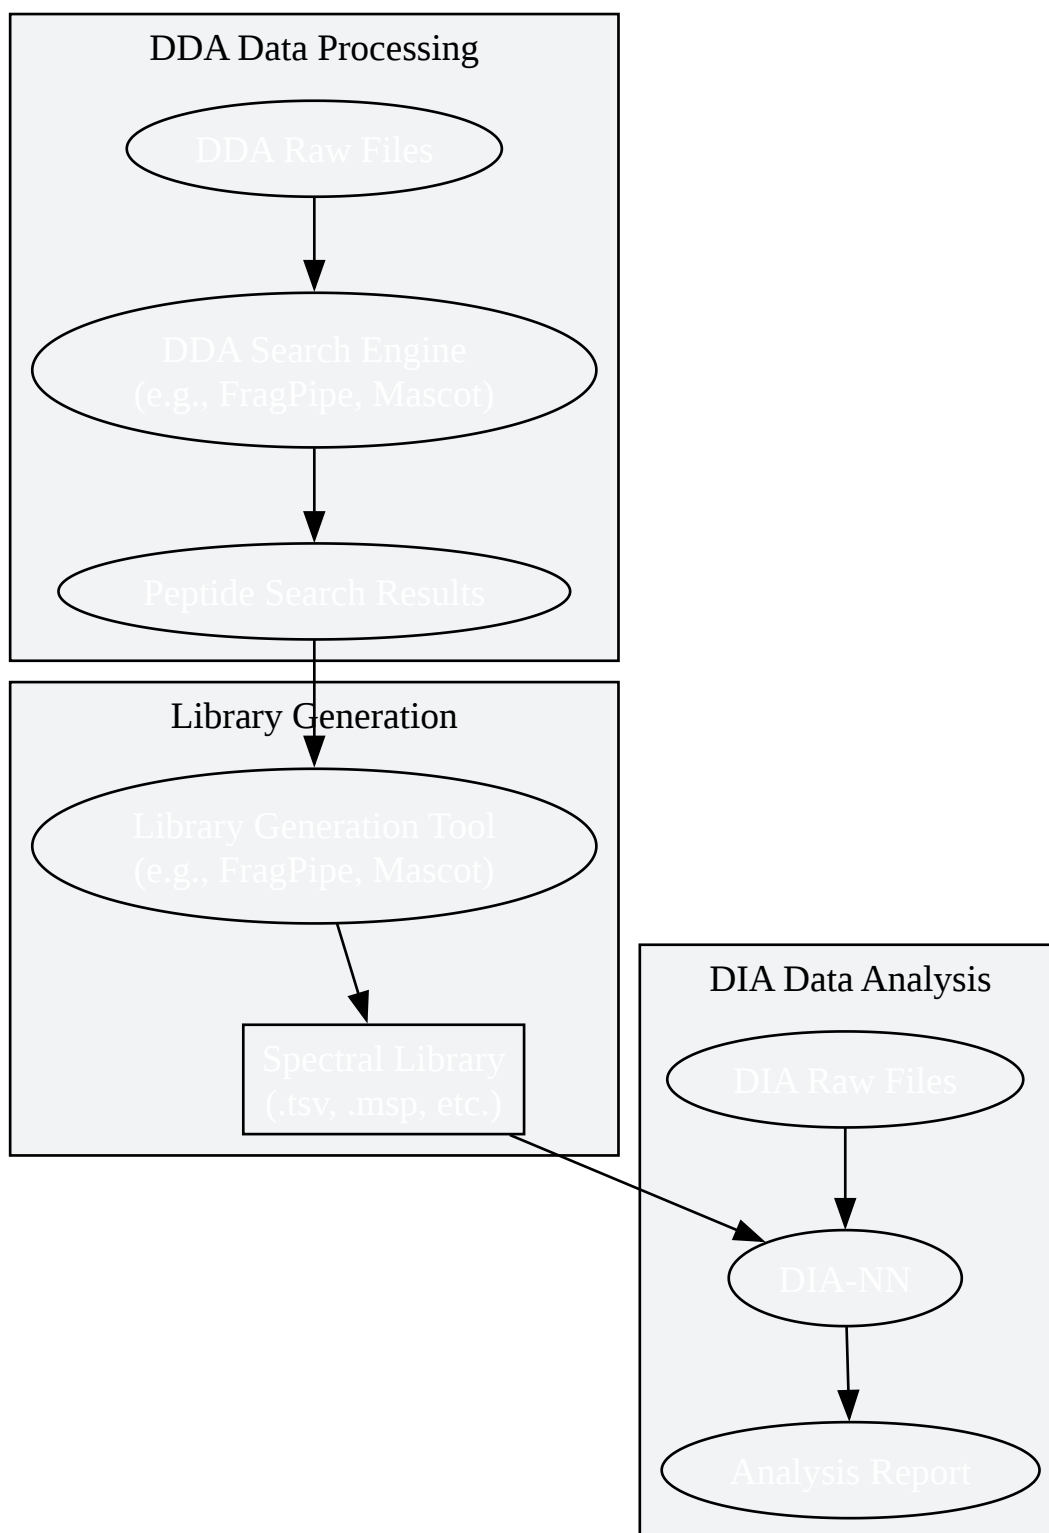 DDA Data Processing
DDA Raw Files
DDA Search Engine
(e.g., FragPipe, Mascot)
Peptide Search Results
Library Generation
Library Generation Tool
(e.g., FragPipe, Mascot)
Spectral Library
(.tsv, .msp, etc.)
DIA Data Analysis
DIA Raw Files
DIA-NN
Analysis Report